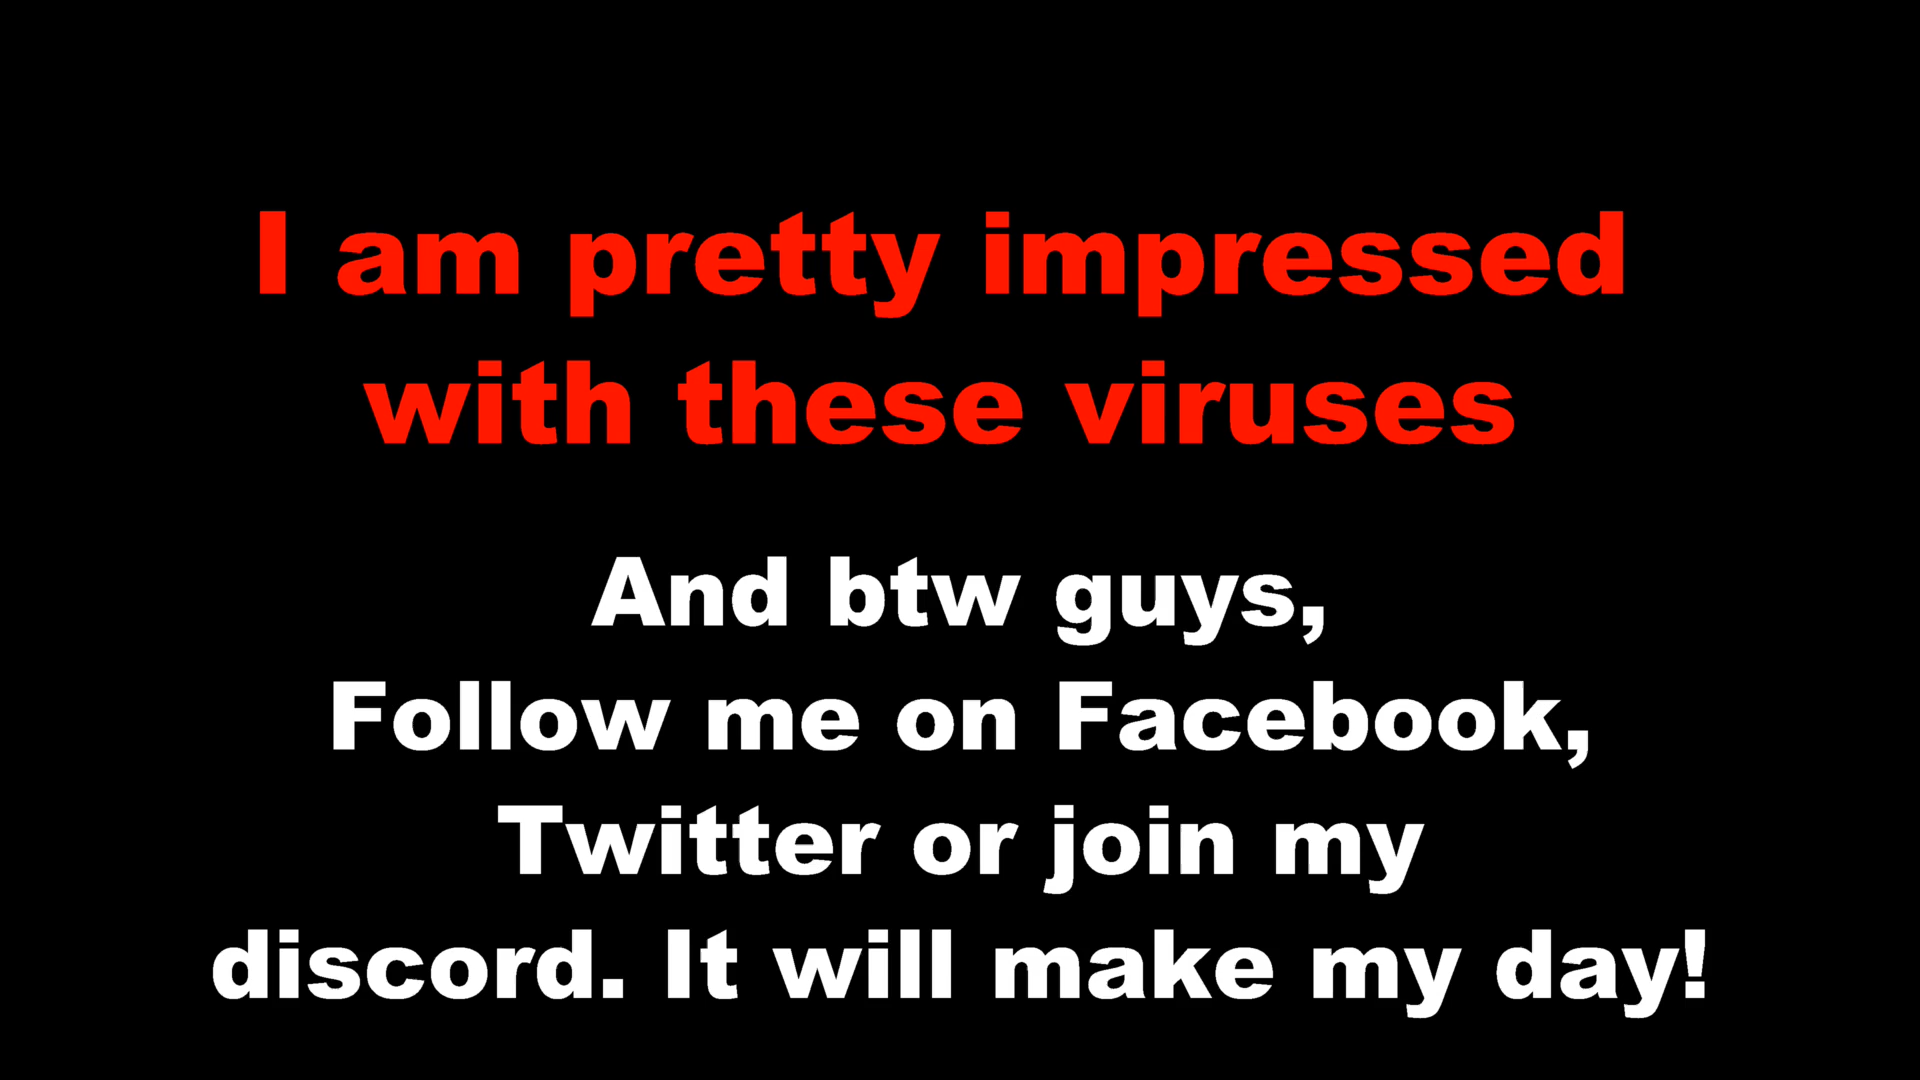 I am pretty impressed
with these viruses
And btw guys,
Follow me on Facebook,
Twitter or join my
discord. It will make my day!